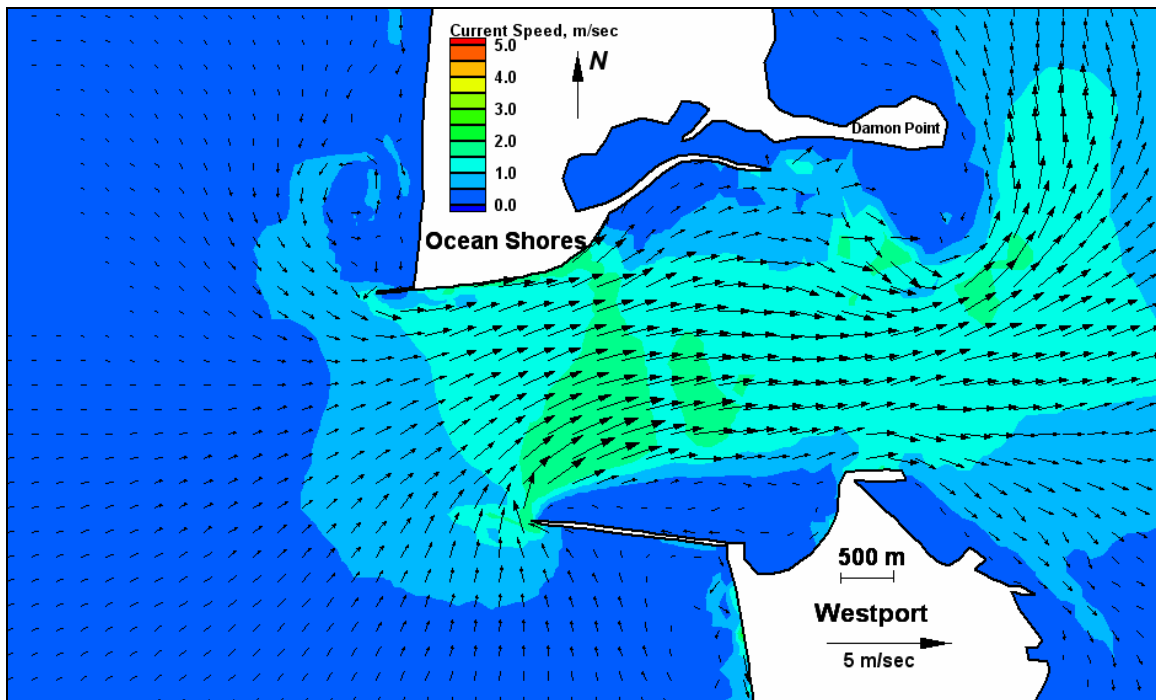 Current Speed, m/sec
5.0
4.0
3.0
2.0
1.0
0.0
N
Damon Point
Ocean Shores
500 m
Westport
5 m/sec